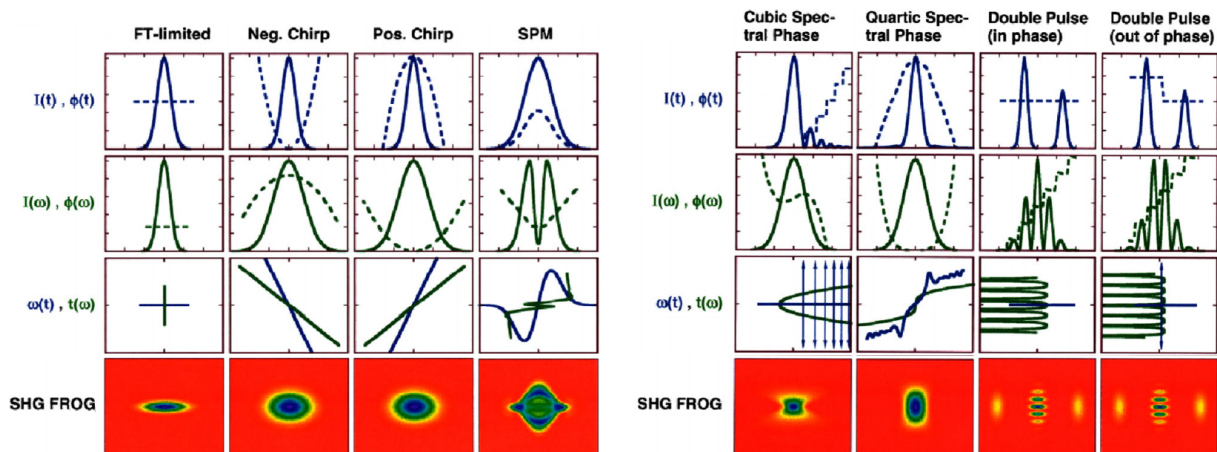 FT-limited Neg. Chirp Pos. Chirp SPM
I(t) , ϕ(t)
I(ω) , ϕ(ω)
ω(t) , t(ω)
SHG FROG
Cubic Spec- Quartic Spec- Double Pulse Double Pulse
tral Phase tral Phase (in phase) (out of phase)
I(t) , ϕ(t)
I(ω) , ϕ(ω)
ω(t) , t(ω)
SHG FROG